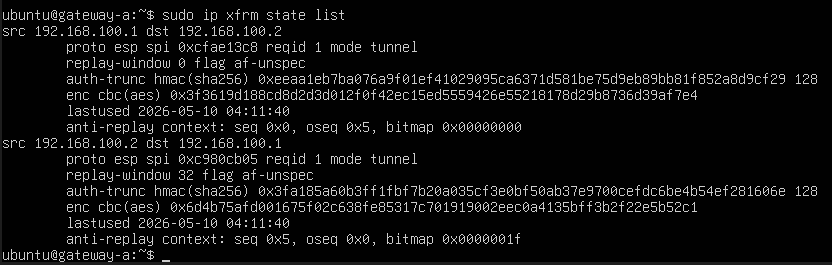 ubuntu@gateway-a:~$ sudo ip xfrm state list
src 192.168.100.1 dst 192.168.100.2
proto esp spi 0xcfae13c8 reqid 1 mode tunnel
replay-window 0 flag af-unspec
auth-trunc hmac(sha256) 0xeeaa1eb7ba076a9f01ef41029095ca6371d581be75d9eb89bb81f852a8d9cf29 128
enc cbc(aes) 0x3f3619d188cd8d2d3d012f0f42ec15ed5559426e55218178d29b8736d39af7e4
lastused 2026-05-10 04:11:40
anti-replay context: seq 0x0, oseq 0x5, bitmap 0x00000000
src 192.168.100.2 dst 192.168.100.1
proto esp spi 0xc980cb05 reqid 1 mode tunnel
replay-window 32 flag af-unspec
auth-trunc hmac(sha256) 0x3fa185a60b3ff1fbf7b20a035cf3e0bf50ab37e9700cefdc6be4b54ef281606e 128
enc cbc(aes) 0x6d4b75afd001675f02c638fe85317c701919002eec0a4135bff3b2f22e5b52c1
lastused 2026-05-10 04:11:40
anti-replay context: seq 0x5, oseq 0x0, bitmap 0x0000001f
ubuntu@gateway-a:~$ _